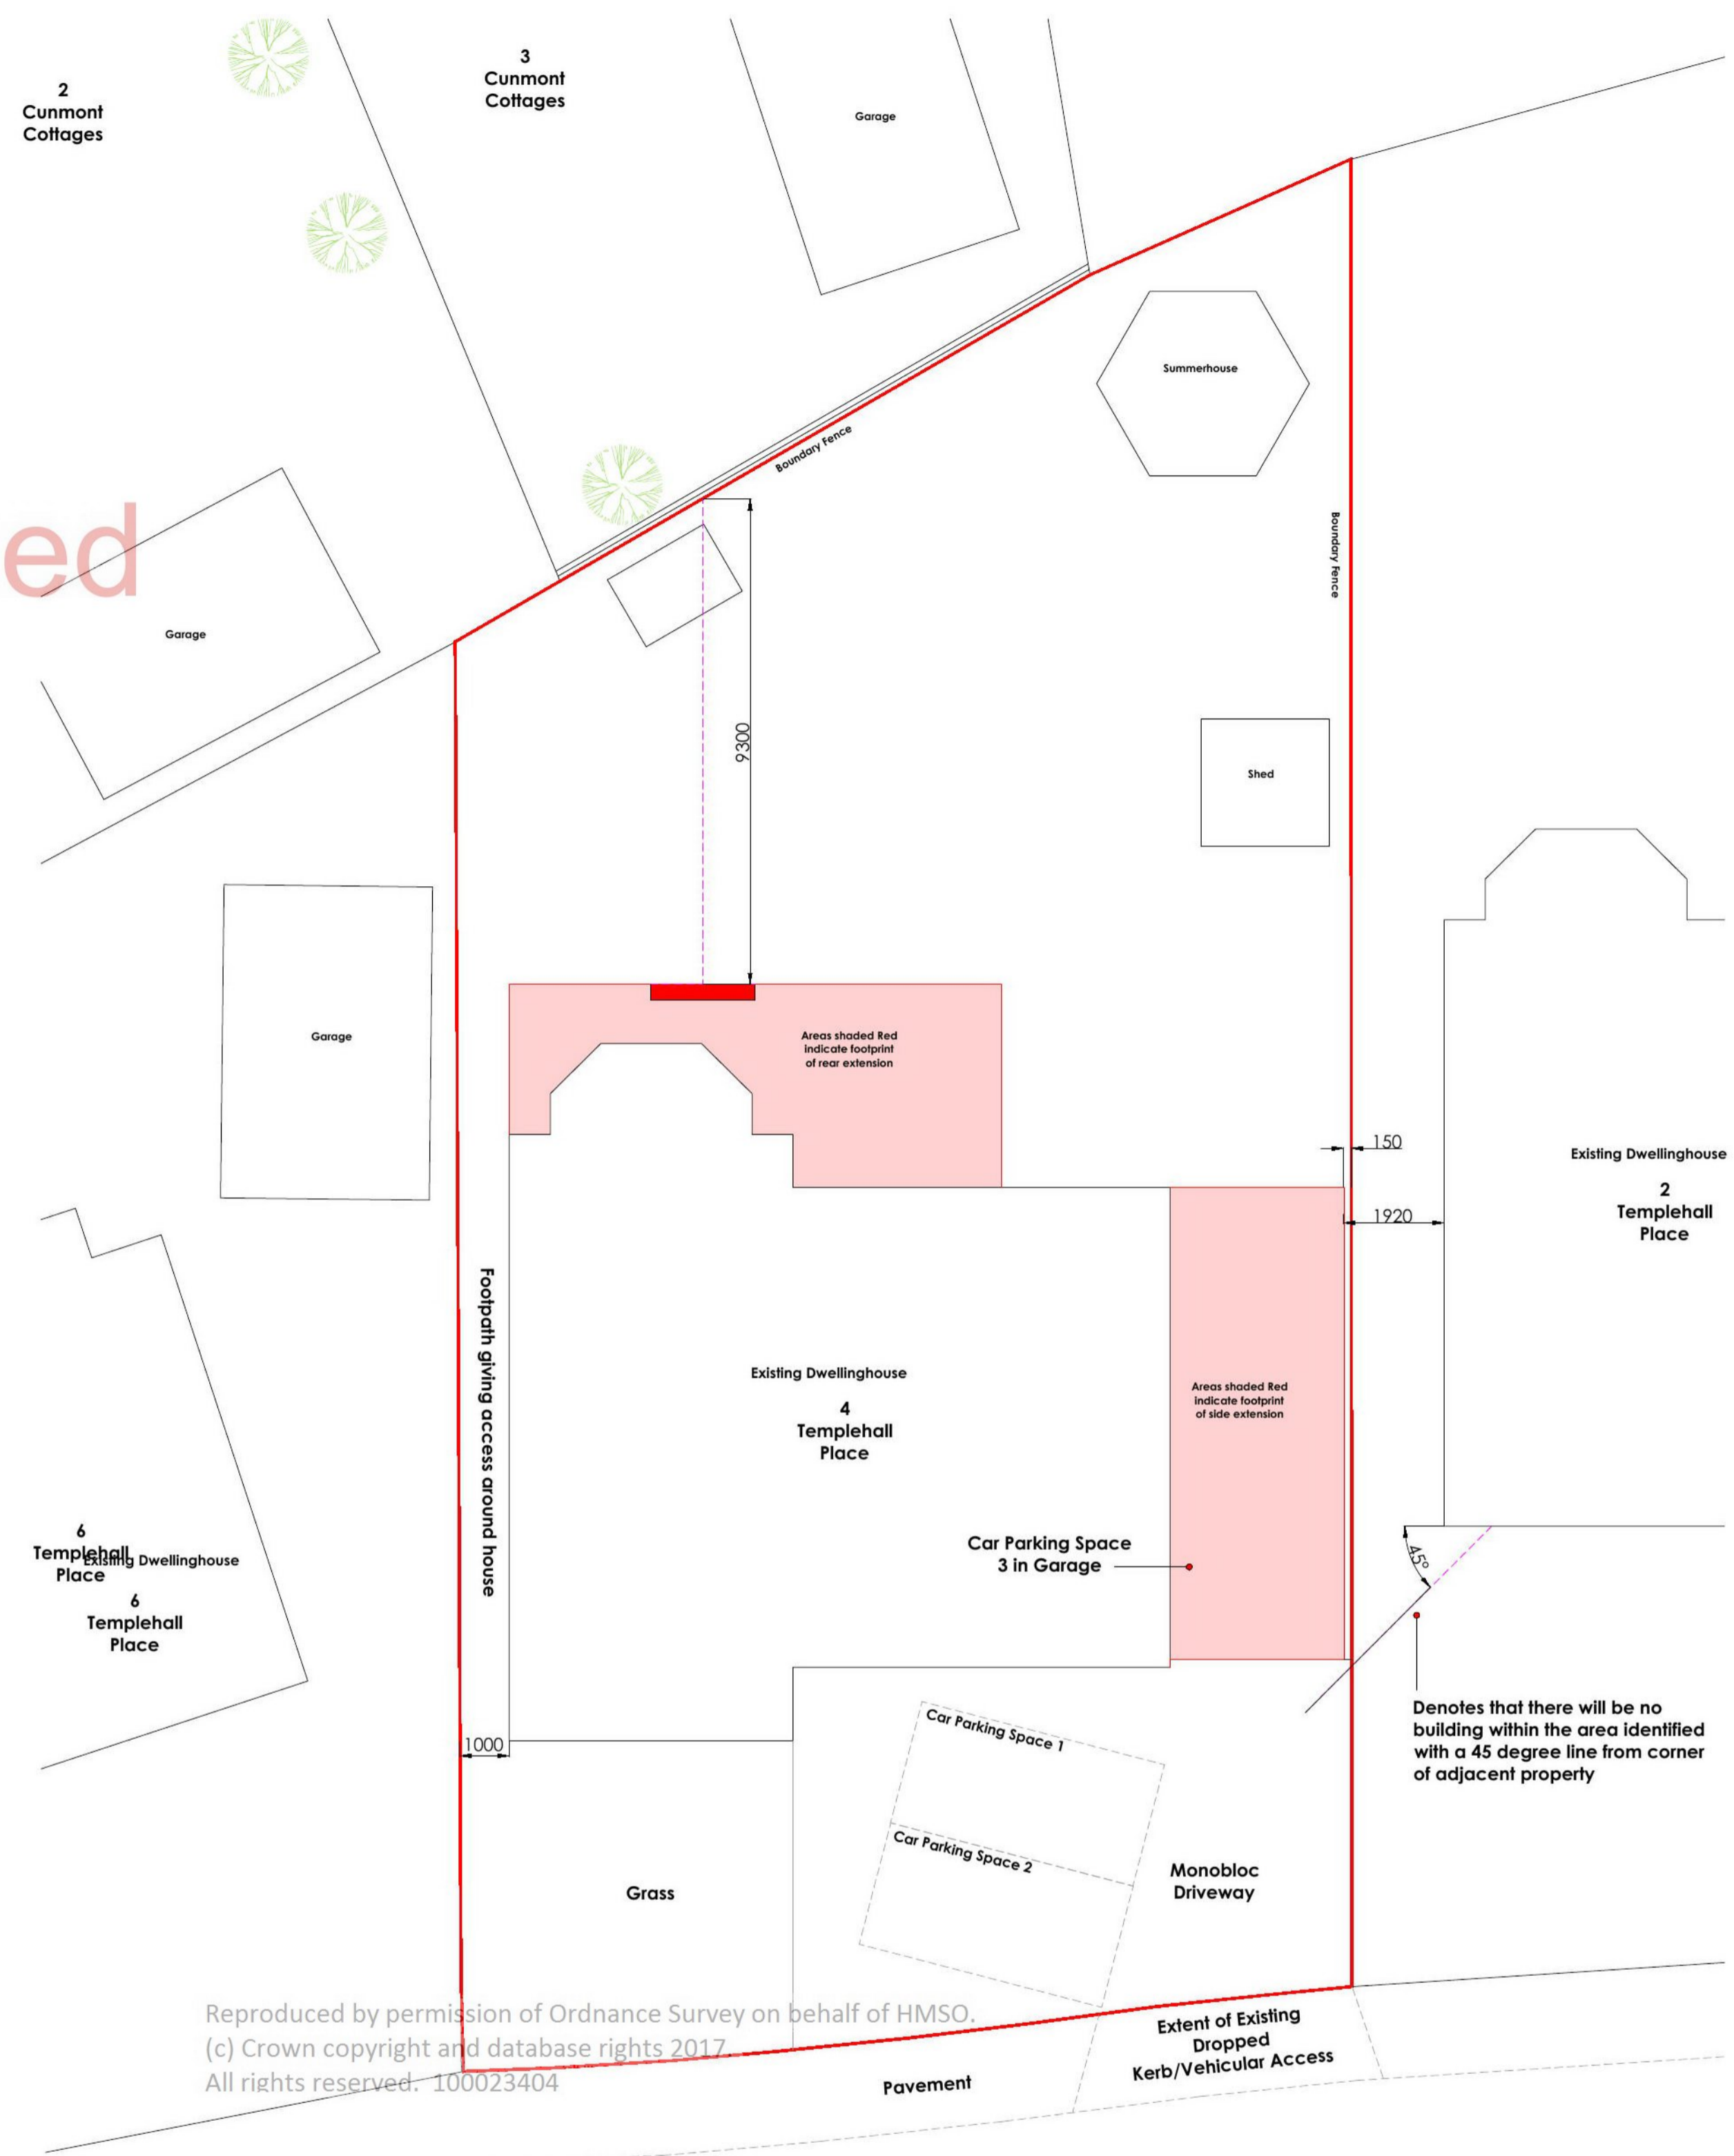 2
Cunmont
Cottages
3
Cunmont
Cottages
Garage
Summerhouse
Boundary Fence
ed
Boundary Fence
Garage
9300
Shed
Garage
Areas shaded Red
indicate footprint
of rear extension
150
Existing Dwellinghouse
2
Templehall
Place
1920
Footpath giving access around house
Existing Dwellinghouse
4
Templehall
Place
Areas shaded Red
indicate footprint
of side extension
Car Parking Space
3 in Garage
45°
6
Templehall
Place
Existing Dwellinghouse
6
Templehall
Place
Denotes that there will be no
building within the area identified
with a 45 degree line from corner
of adjacent property
1000
Car Parking Space 1
Car Parking Space 2
Monobloc
Driveway
Grass
Reproduced by permission of Ordnance Survey on behalf of HMSO.
(c) Crown copyright and database rights 2017.
All rights reserved. 100023404
Extent of Existing
Dropped
Kerb/Vehicular Access
Pavement